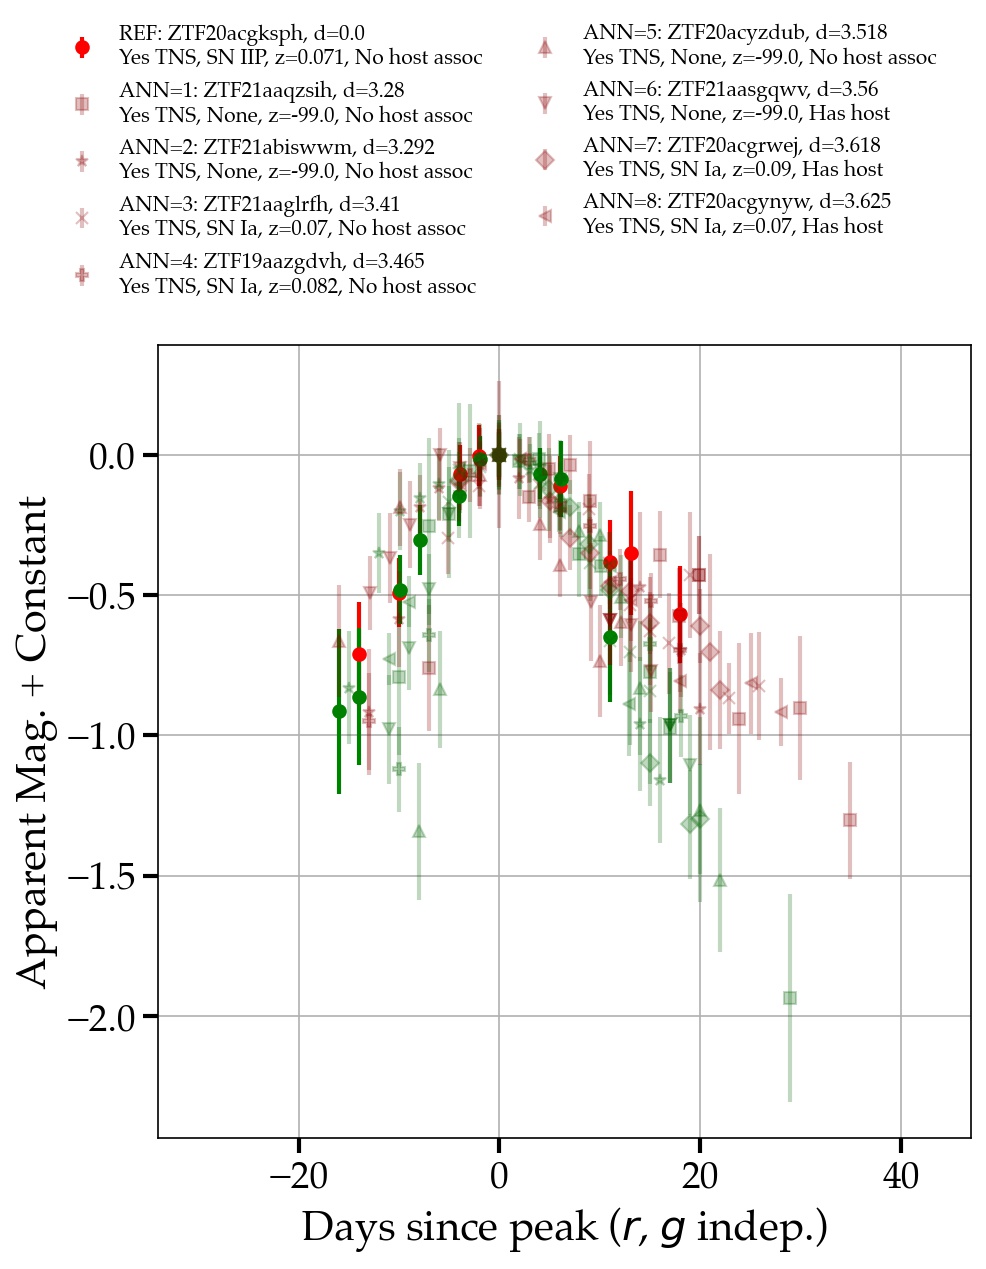 REF: ZTF20acgksph, d=0.0
Yes TNS, SN IIP, z=0.071, No host assoc
ANN=1: ZTF21aaqzsih, d=3.28
Yes TNS, None, z=-99.0, No host assoc
ANN=2: ZTF21abiswwm, d=3.292
Yes TNS, None, z=-99.0, No host assoc
ANN=3: ZTF21aaglrfh, d=3.41
Yes TNS, SN Ia, z=0.07, No host assoc
ANN=4: ZTF19aazgdvh, d=3.465
Yes TNS, SN Ia, z=0.082, No host assoc
ANN=5: ZTF20acyzdub, d=3.518
Yes TNS, None, z=-99.0, No host assoc
ANN=6: ZTF21aasgqwv, d=3.56
Yes TNS, None, z=-99.0, Has host
ANN=7: ZTF20acgrwej, d=3.618
Yes TNS, SN Ia, z=0.09, Has host
ANN=8: ZTF20acgynyw, d=3.625
Yes TNS, SN Ia, z=0.07, Has host
Apparent Mag. + Constant
0.0
−0.5
−1.0
−1.5
−2.0
−20
0
20
40
Days since peak (r, g indep.)